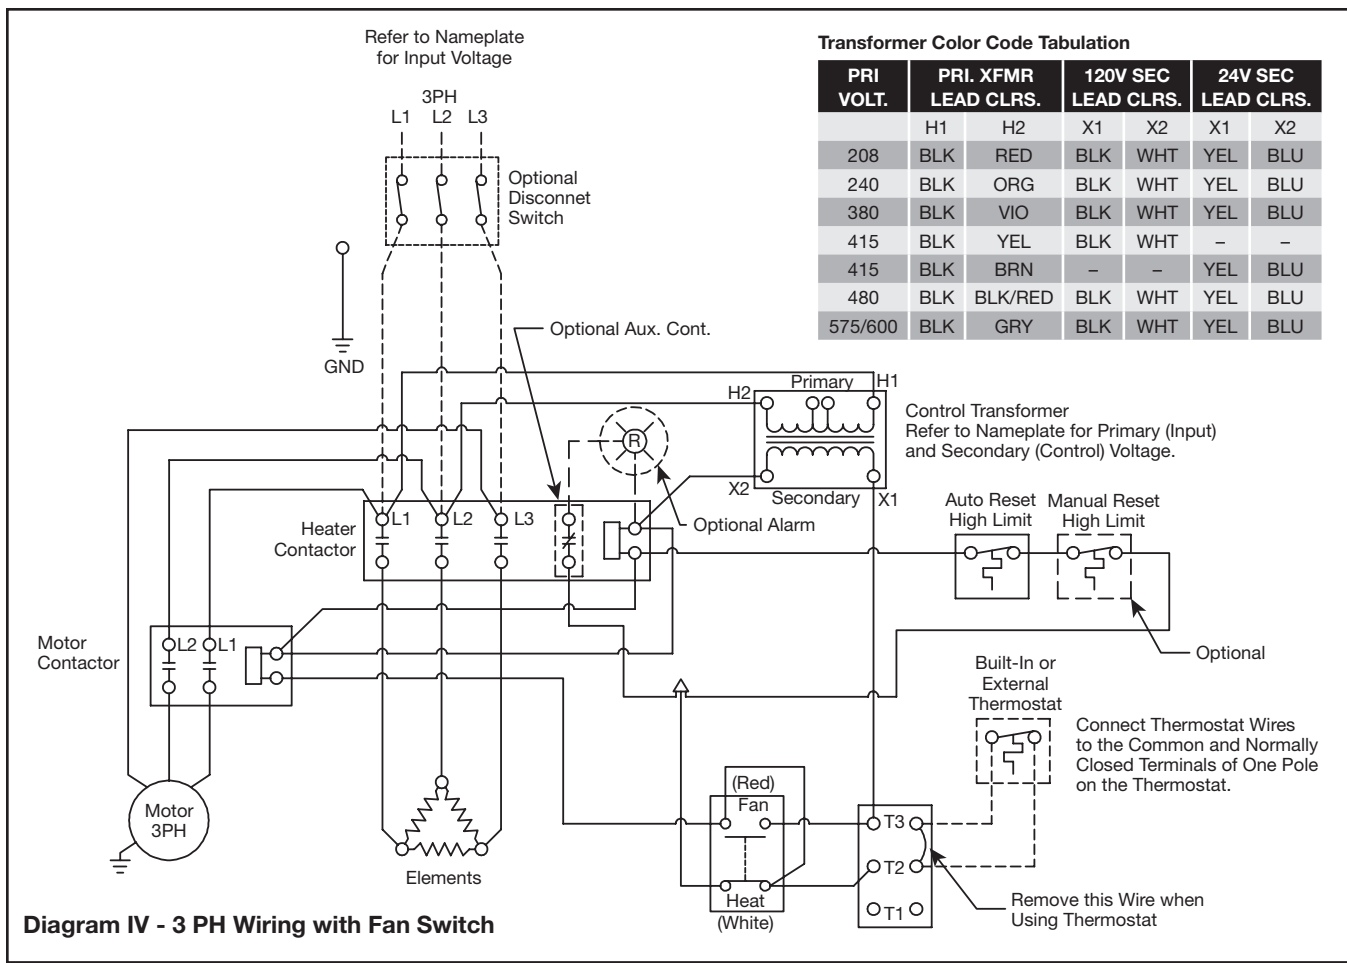 Refer to Nameplate
for Input Voltage
3PH
L1 L2 L3
Optional
Disconnet
Switch
GND
Optional Aux. Cont.
Transformer Color Code Tabulation
PRI VOLT. PRI. XFMR LEAD CLRS. 120V SEC LEAD CLRS. 24V SEC LEAD CLRS.
H1 H2 X1 X2 X1 X2
208 BLK RED BLK WHT YEL BLU
240 BLK ORG BLK WHT YEL BLU
380 BLK VIO BLK WHT YEL BLU
415 BLK YEL BLK WHT – –
415 BLK BRN – – YEL BLU
480 BLK BLK/RED BLK WHT YEL BLU
575/600 BLK GRY BLK WHT YEL BLU
H2 Primary H1
Control Transformer
Refer to Nameplate for Primary (Input)
and Secondary (Control) Voltage.
R
X2 Secondary X1
Optional Alarm
Heater
Contactor
L1 L2 L3
Auto Reset
High Limit
Manual Reset
High Limit
Optional
Motor
Contactor
L2 L1
Built-In or
External
Thermostat
Connect Thermostat Wires
to the Common and Normally
Closed Terminals of One Pole
on the Thermostat.
Motor
3PH
Elements
(Red)
Fan
Heat
(White)
T3
T2
T1
Remove this Wire when
Using Thermostat
Diagram IV - 3 PH Wiring with Fan Switch